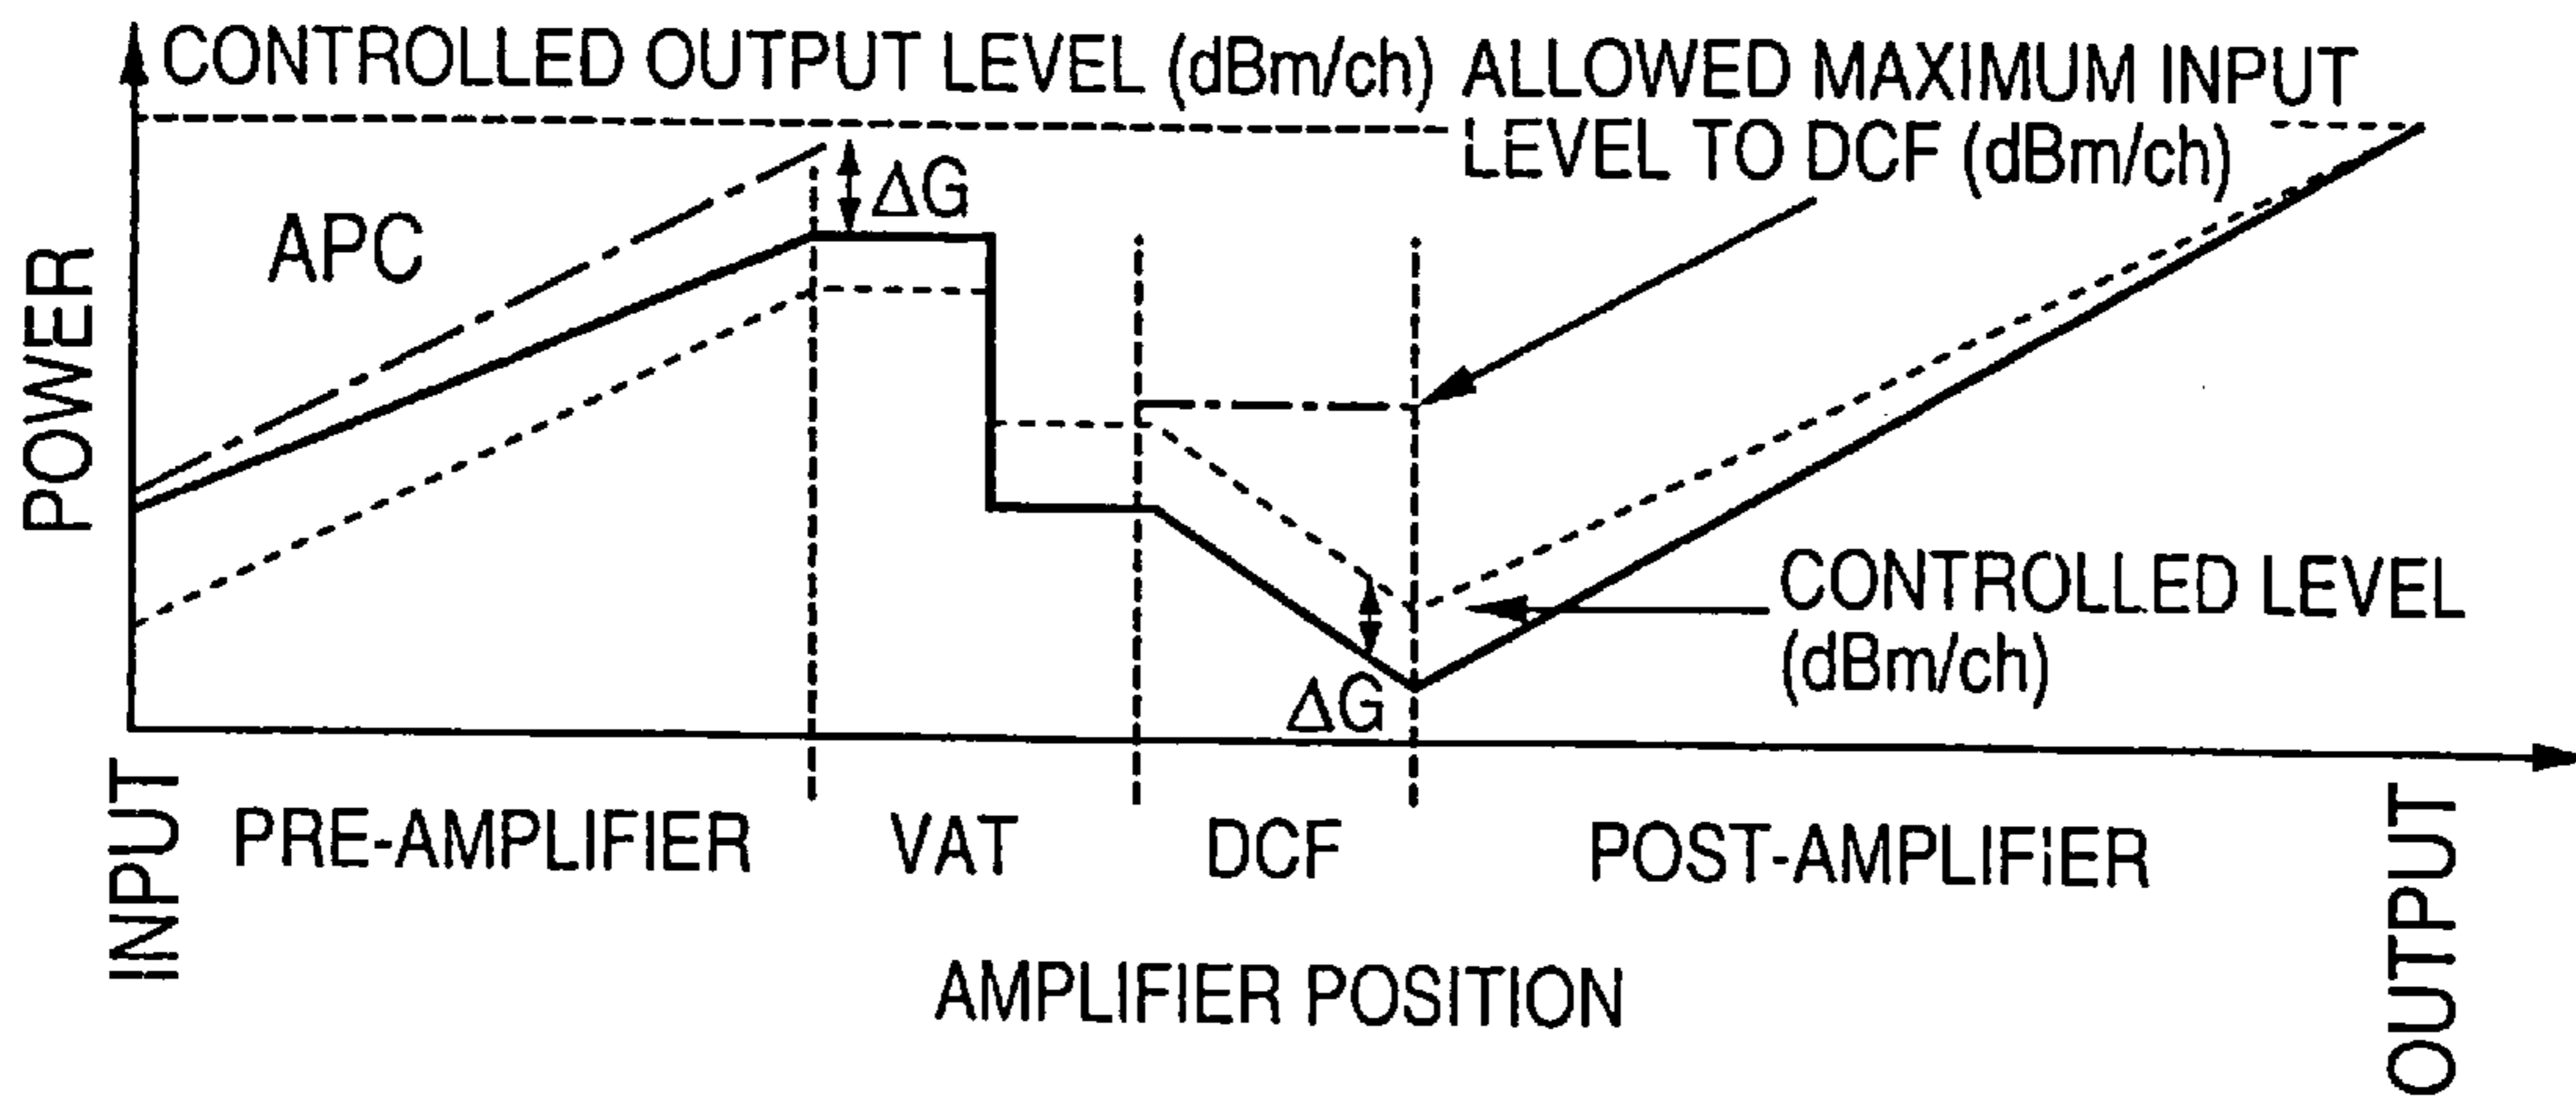 CONTROLLED OUTPUT LEVEL (dBm/ch)
ALLOWED MAXIMUM INPUT
LEVEL TO DCF (dBm/ch)
ΔG
APC
POWER
CONTROLLED LEVEL
(dBm/ch)
ΔG
INPUT
PRE-AMPLIFIER
VAT
DCF
POST-AMPLIFIER
OUTPUT
AMPLIFIER POSITION